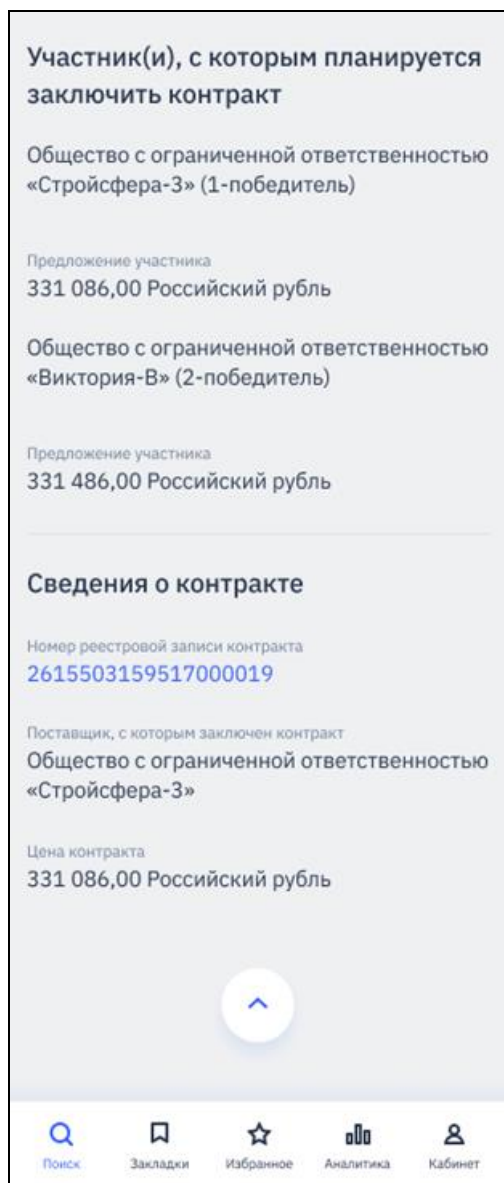 Участник(и), с которым планируется
заключить контракт
Общество с ограниченной ответственностью
«Стройсфера-3» (1-победитель)
Предложение участника
331 086,00 Российский рубль
Общество с ограниченной ответственностью
«Виктория-В» (2-победитель)
Предложение участника
331 486,00 Российский рубль
Сведения о контракте
Номер реестровой записи контракта
2615503159517000019
Поставщик, с которым заключен контракт
Общество с ограниченной ответственностью
«Стройсфера-3»
Цена контракта
331 086,00 Российский рубль
Поиск Закладки Избранное Аналитика Кабинет